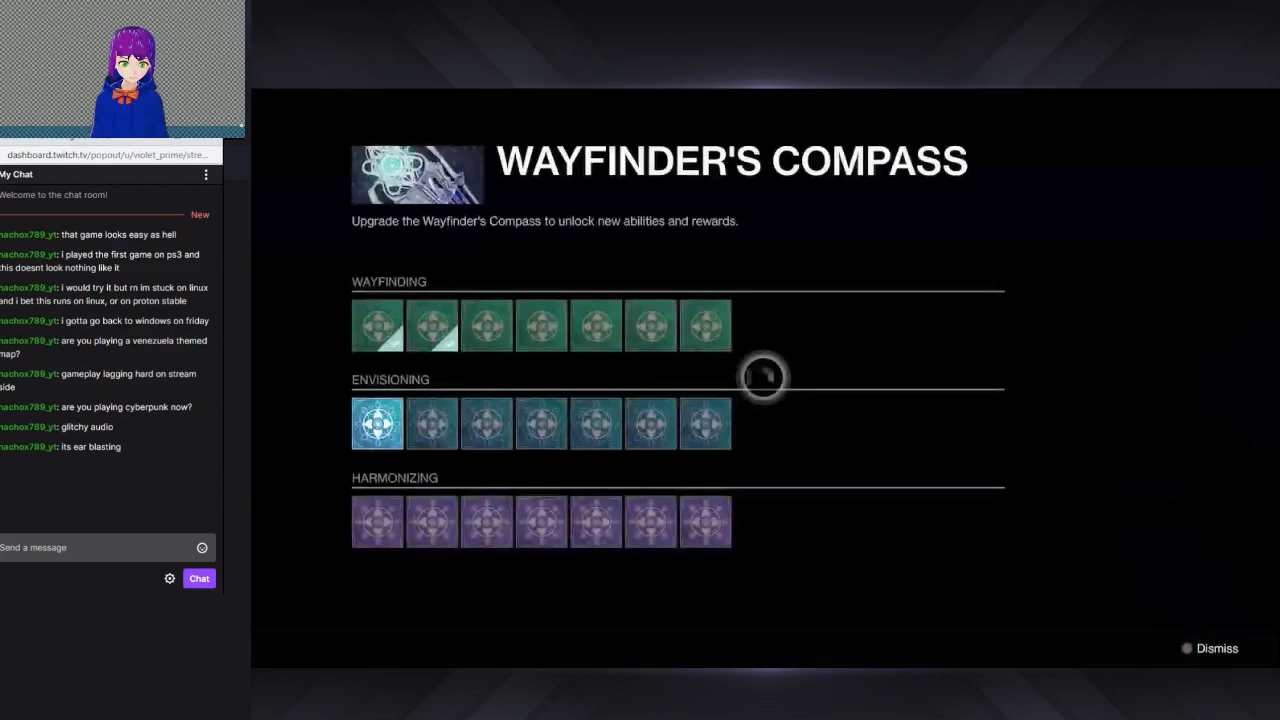 dashboard.twitch.tv/popout/u/violet_prime/stre...
My Chat
Welcome to the chat room!
New
nachox789_yt: that game looks easy as hell
nachox789_yt: i played the first game on ps3 and
this doesnt look nothing like it
nachox789_yt: i would try it but rn im stuck on linux
and i bet this runs on linux, or on proton stable
nachox789_yt: i gotta go back to windows on friday
nachox789_yt: are you playing a venezuela themed
map?
nachox789_yt: gameplay lagging hard on stream
side
nachox789_yt: are you playing cyberpunk now?
nachox789_yt: glitchy audio
nachox789_yt: its ear blasting
Send a message
Chat
WAYFINDER'S COMPASS
Upgrade the Wayfinder's Compass to unlock new abilities and rewards.
WAYFINDING
ENVISIONING
HARMONIZING
Dismiss